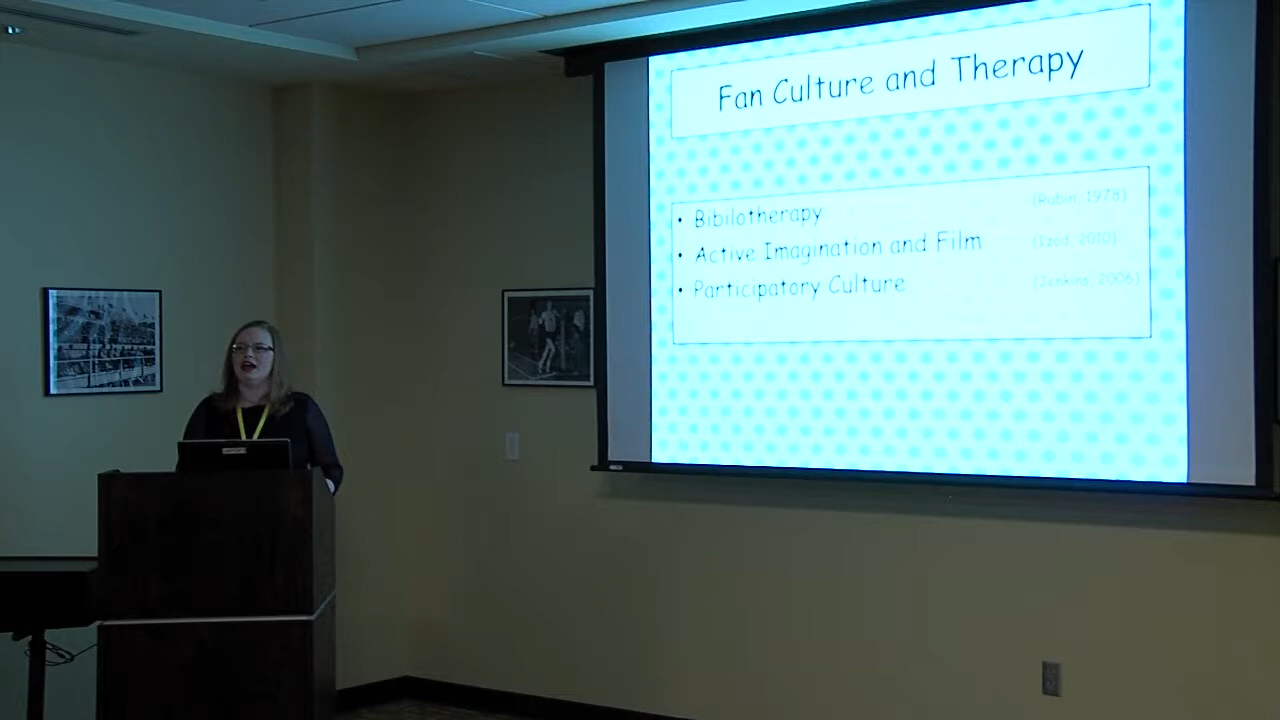 Fan Culture and Therapy
• Bibilotherapy (Rubin, 1978)
• Active Imagination and Film (Izod, 2010)
• Participatory Culture (Jenkins, 2006)